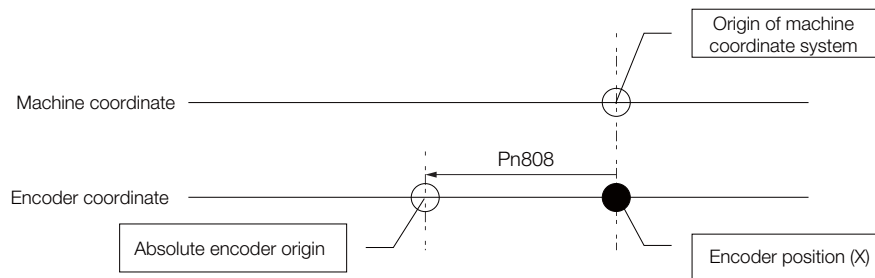 Origin of machine
coordinate system
Machine coordinate
Pn808
Encoder coordinate
Absolute encoder origin
Encoder position (X)